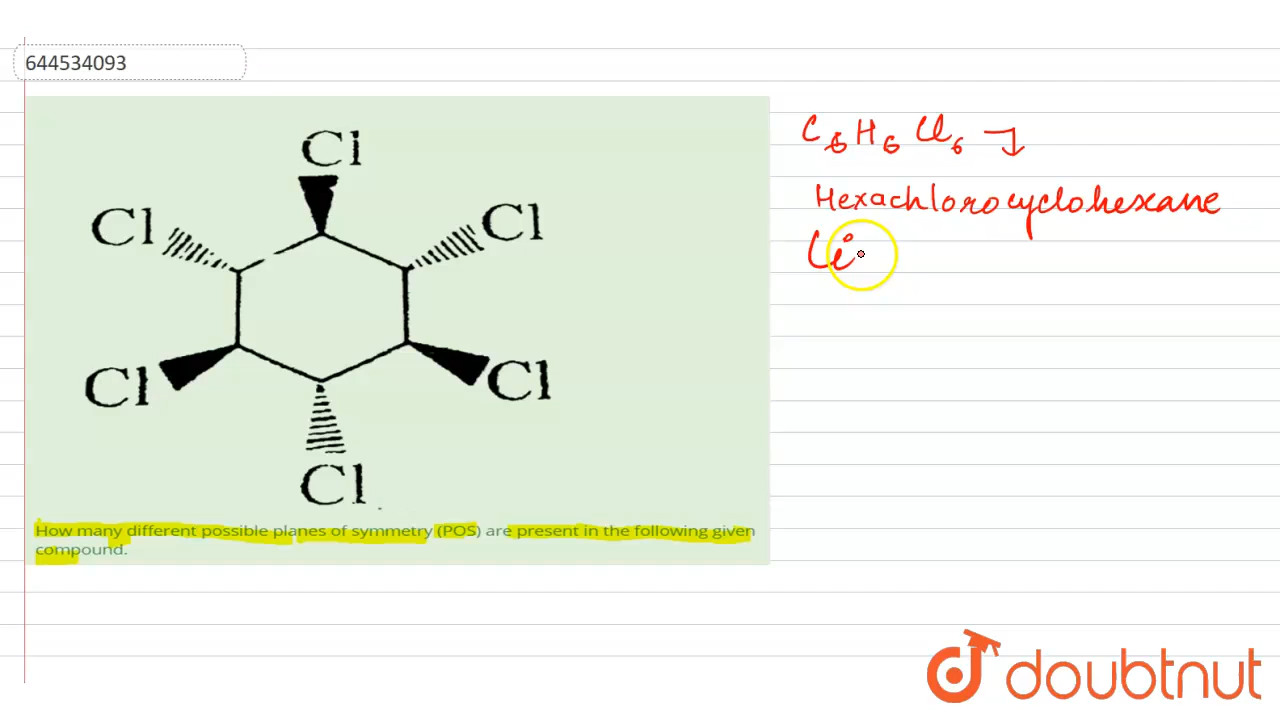 644534093
Cl
Cl
Cl
Cl
Cl
Cl
How many different possible planes of symmetry (POS) are present in the following given
compound.
C6H6Cl6
Hexachlorocyclohexane
Li
doubtnut